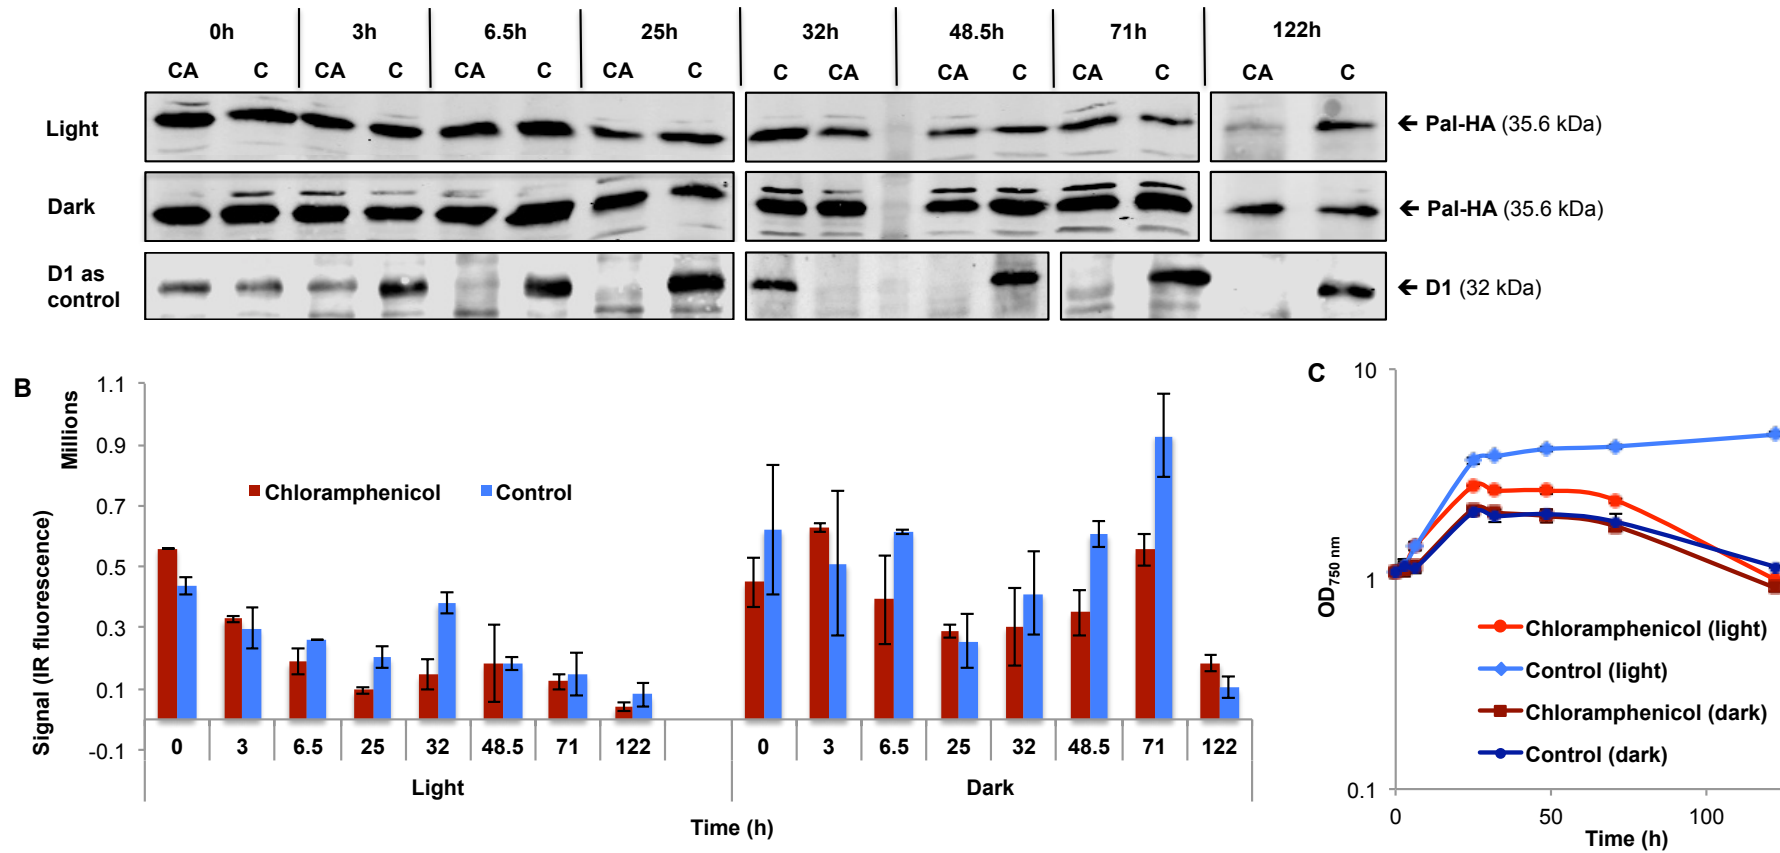 0h 3h 6.5h 25h 32h 48.5h 71h 122h
CA C CA C CA C CA C C CA CA C CA C CA C
Light ← Pal-HA (35.6 kDa)
Dark ← Pal-HA (35.6 kDa)
D1 as
control ← D1 (32 kDa)
B
Millions
Signal (IR fluorescence)
1.1
0.9
0.7
0.5
0.3
0.1
-0.1
Chloramphenicol Control
0 3 6.5 25 32 48.5 71 122 0 3 6.5 25 32 48.5 71 122
Light Dark
Time (h)
C
OD750 nm
10
1
0.1
Chloramphenicol (light)
Control (light)
Chloramphenicol (dark)
Control (dark)
0 50 100
Time (h)